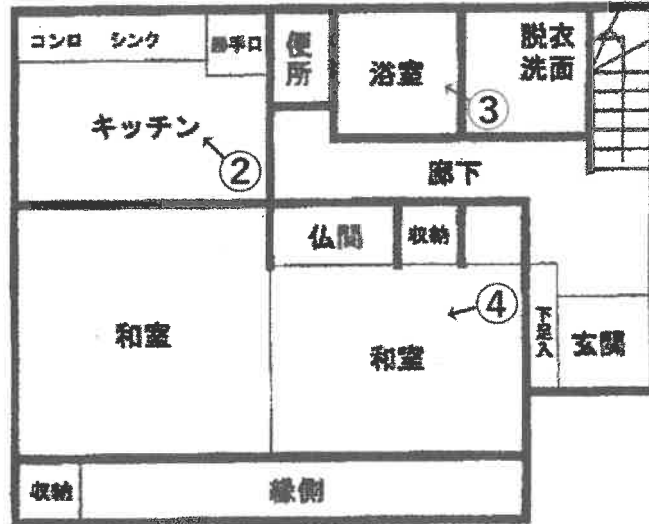 コンロ シンク
勝手口
便所
浴室
脱衣
洗面
③
キッチン
②
廊下
仏間
収納
④
和室
和室
下足入
玄関
収納
縁側